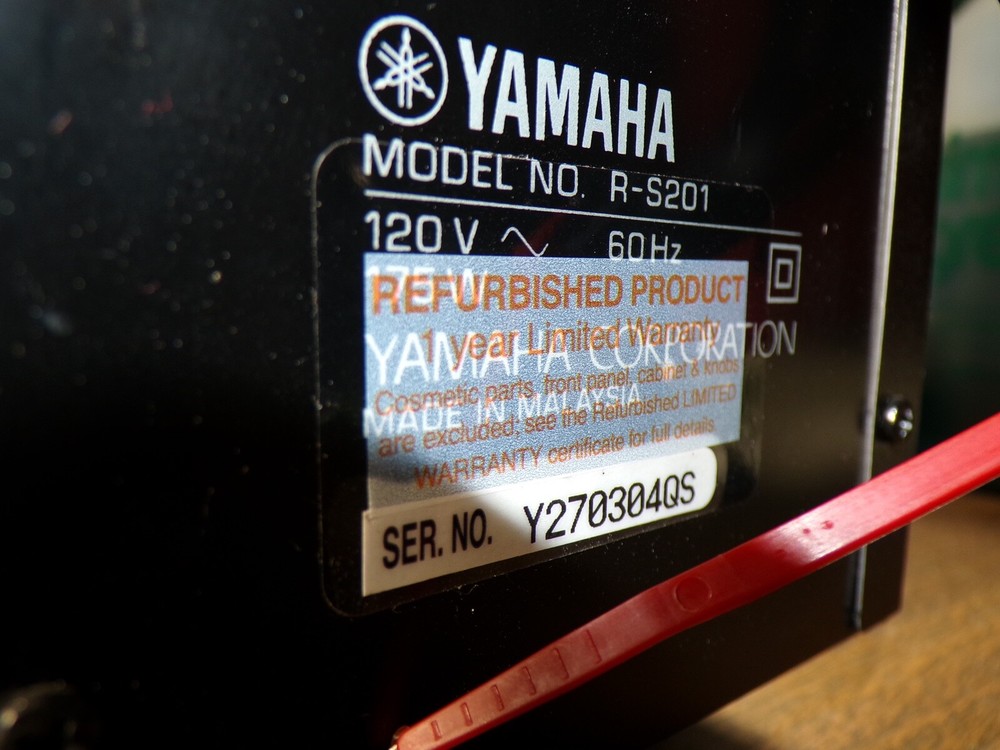 YAMAHA
MODEL NO. R-S201
120 V ~ 60 Hz
175 W
REFURBISHED PRODUCT
1 year Limited Warranty
YAMAHA CORPORATION
Cosmetic parts, front panel, cabinet & knobs
MADE IN MALAYSIA
are excluded; see the Refurbished LIMITED
WARRANTY certificate for full details.
SER. NO. Y270304QS